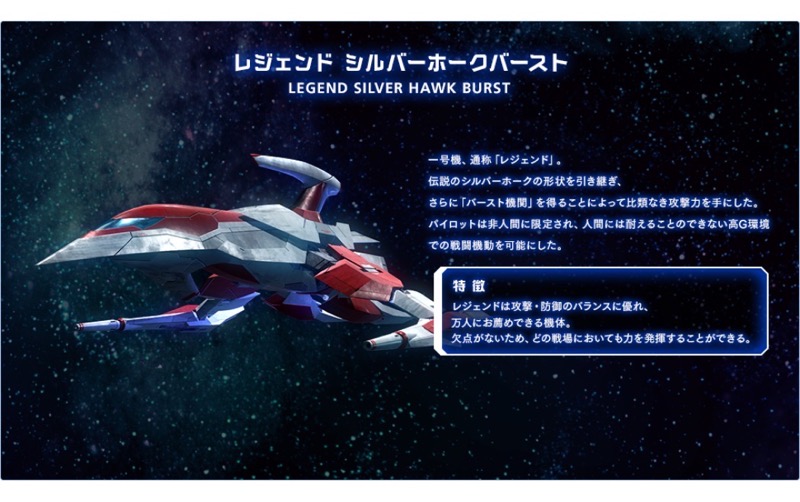 レジェンド シルバーホークバースト
LEGEND SILVER HAWK BURST
一号機、通称「レジェンド」。
伝説のシルバーホークの形状を引き継ぎ、
さらに「バースト機関」を得ることによって比類なき攻撃力を手にした。
パイロットは非人間に限定され、人間には耐えることのできない高G環境
での戦闘機動を可能にした。
特 徴
レジェンドは攻撃・防御のバランスに優れ、
万人にお薦めできる機体。
欠点がないため、どの戦場においても力を発揮することができる。